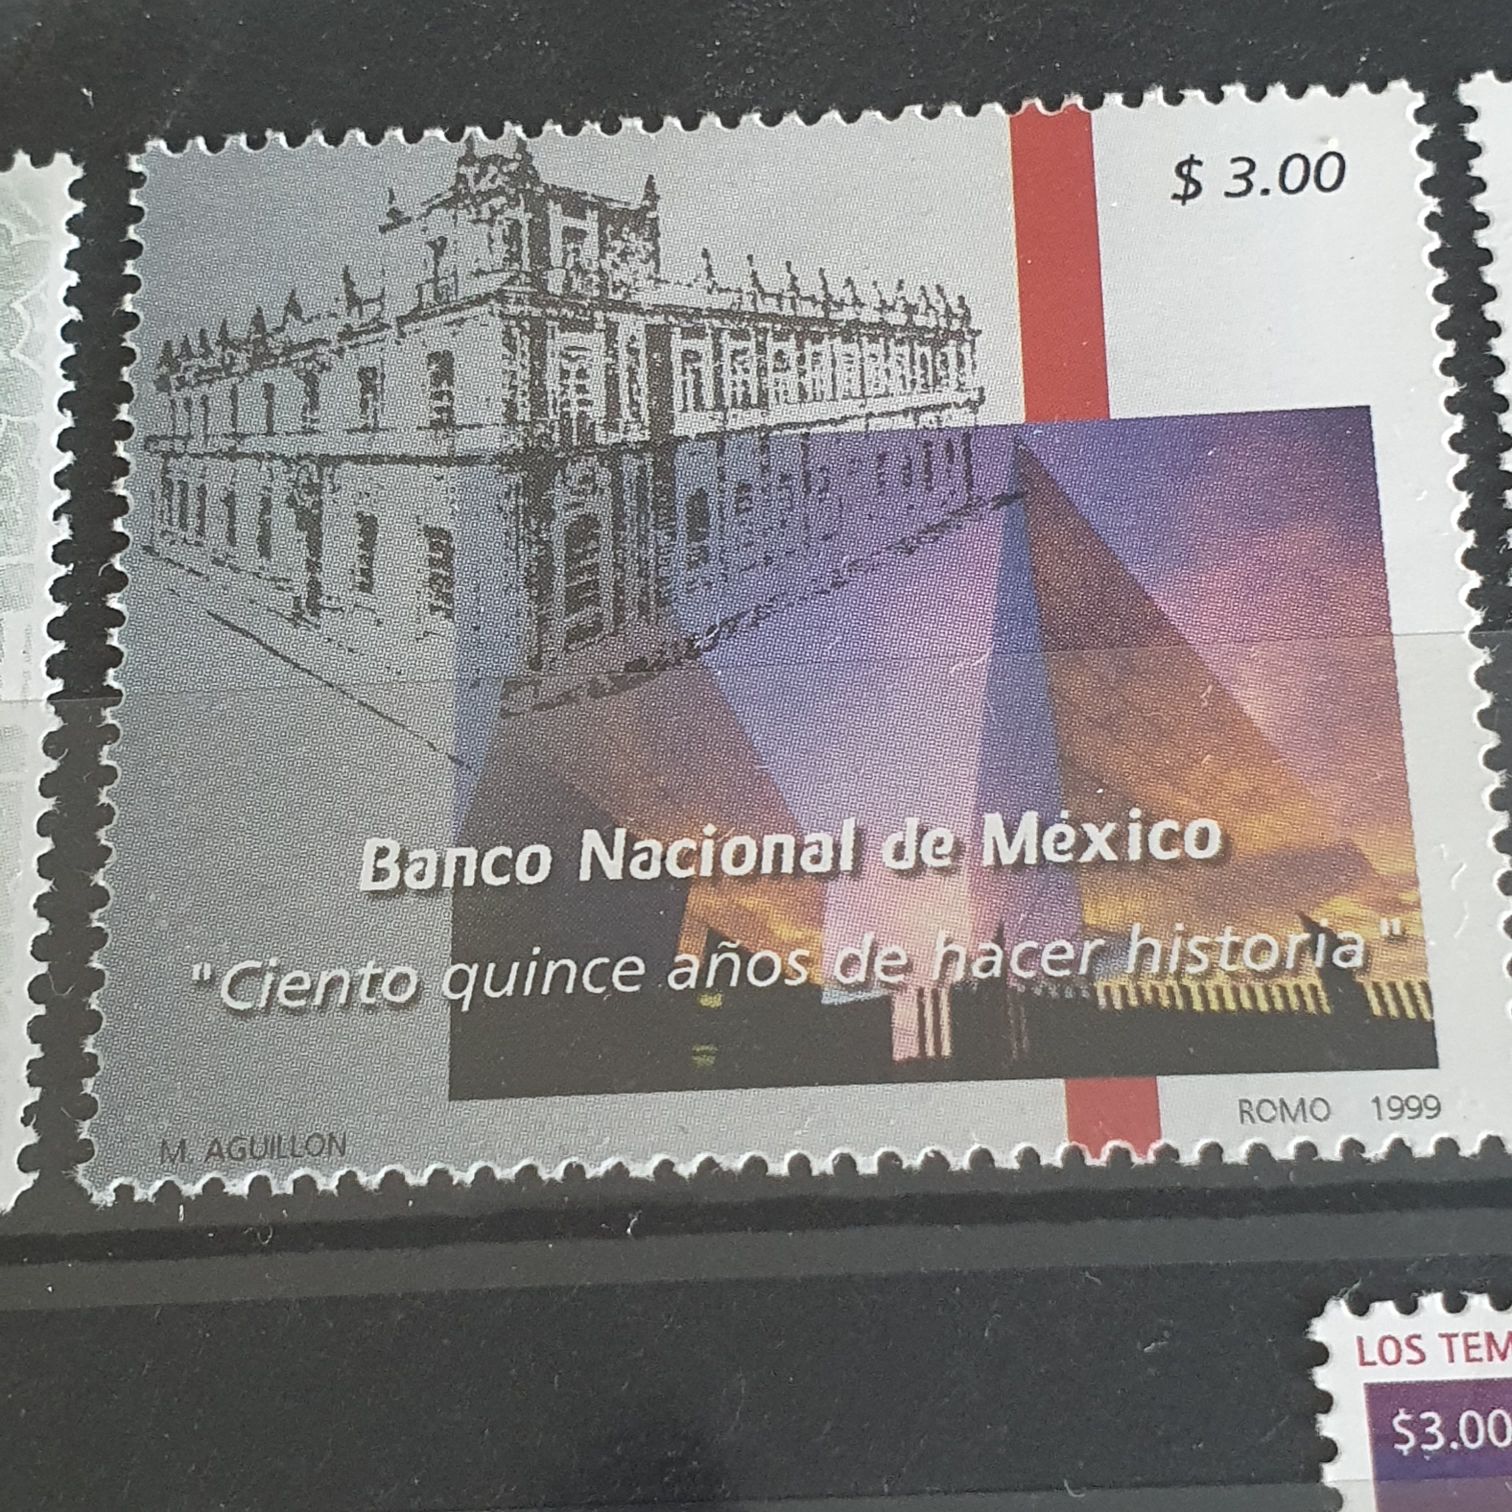 $ 3.00
Banco Nacional de México
"Ciento quince años de hacer historia"
M. AGUILLON
ROMO 1999
LOS TEM
$3.00